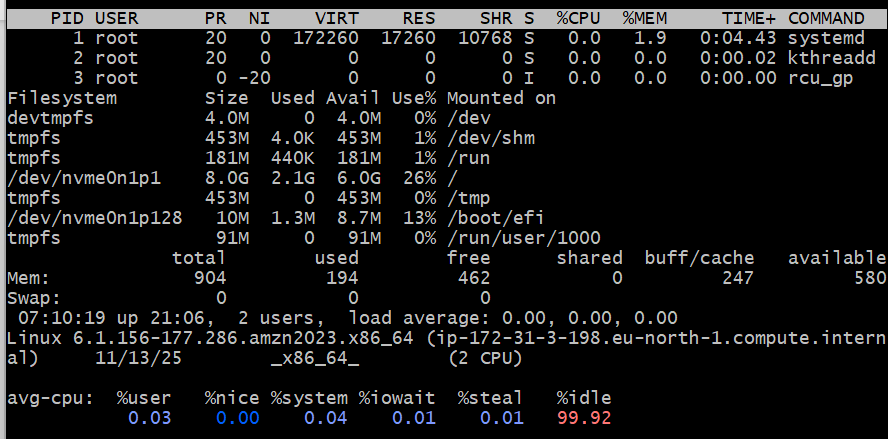 PID USER      PR  NI    VIRT    RES    SHR S  %CPU  %MEM     TIME+ COMMAND
      1 root      20   0  172260  17260  10768 S   0.0   1.9   0:04.43 systemd
      2 root      20   0       0      0      0 S   0.0   0.0   0:00.02 kthreadd
      3 root       0 -20       0      0      0 I   0.0   0.0   0:00.00 rcu_gp
Filesystem        Size  Used Avail Use% Mounted on
devtmpfs          4.0M     0  4.0M   0% /dev
tmpfs             453M  4.0K  453M   1% /dev/shm
tmpfs             181M  440K  181M   1% /run
/dev/nvme0n1p1    8.0G  2.1G  6.0G  26% /
tmpfs             453M     0  453M   0% /tmp
/dev/nvme0n1p128   10M  1.3M  8.7M  13% /boot/efi
tmpfs              91M     0   91M   0% /run/user/1000
               total        used        free      shared  buff/cache   available
Mem:             904         194         462           0         247         580
Swap:              0           0           0
 07:10:19 up 21:06,  2 users,  load average: 0.00, 0.00, 0.00
Linux 6.1.156-177.286.amzn2023.x86_64 (ip-172-31-3-198.eu-north-1.compute.intern
al)     11/13/25        _x86_64_        (2 CPU)
avg-cpu:  %user   %nice %system %iowait  %steal   %idle
           0.03    0.00    0.04    0.01    0.01   99.92